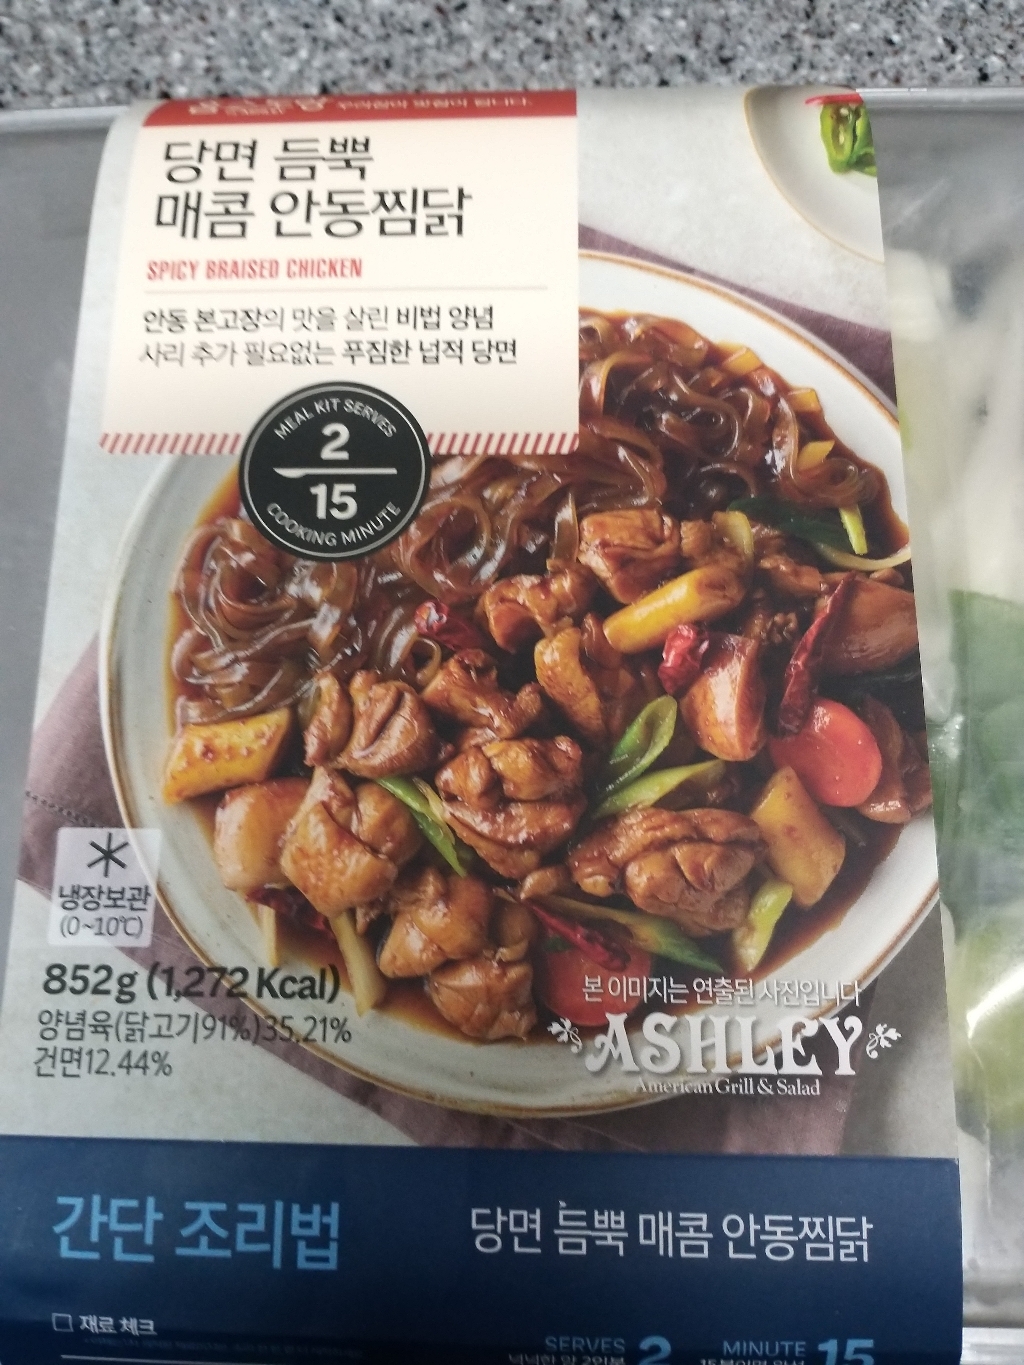 당면 듬뿍
매콤 안동찜닭
SPICY BRAISED CHICKEN
안동 본고장의 맛을 살린 비법 양념
사리 추가 필요없는 푸짐한 넙적 당면
MEAL KIT SERVES
2
15
COOKING MINUTE
냉장보관
(0~10℃)
852g (1,272 Kcal)
양념육(닭고기91%)35.21%
건면12.44%
본 이미지는 연출된 사진입니다
ASHLEY
American Grill & Salad
간단 조리법
당면 듬뿍 매콤 안동찜닭
재료 체크
SERVES 2 MINUTE 15